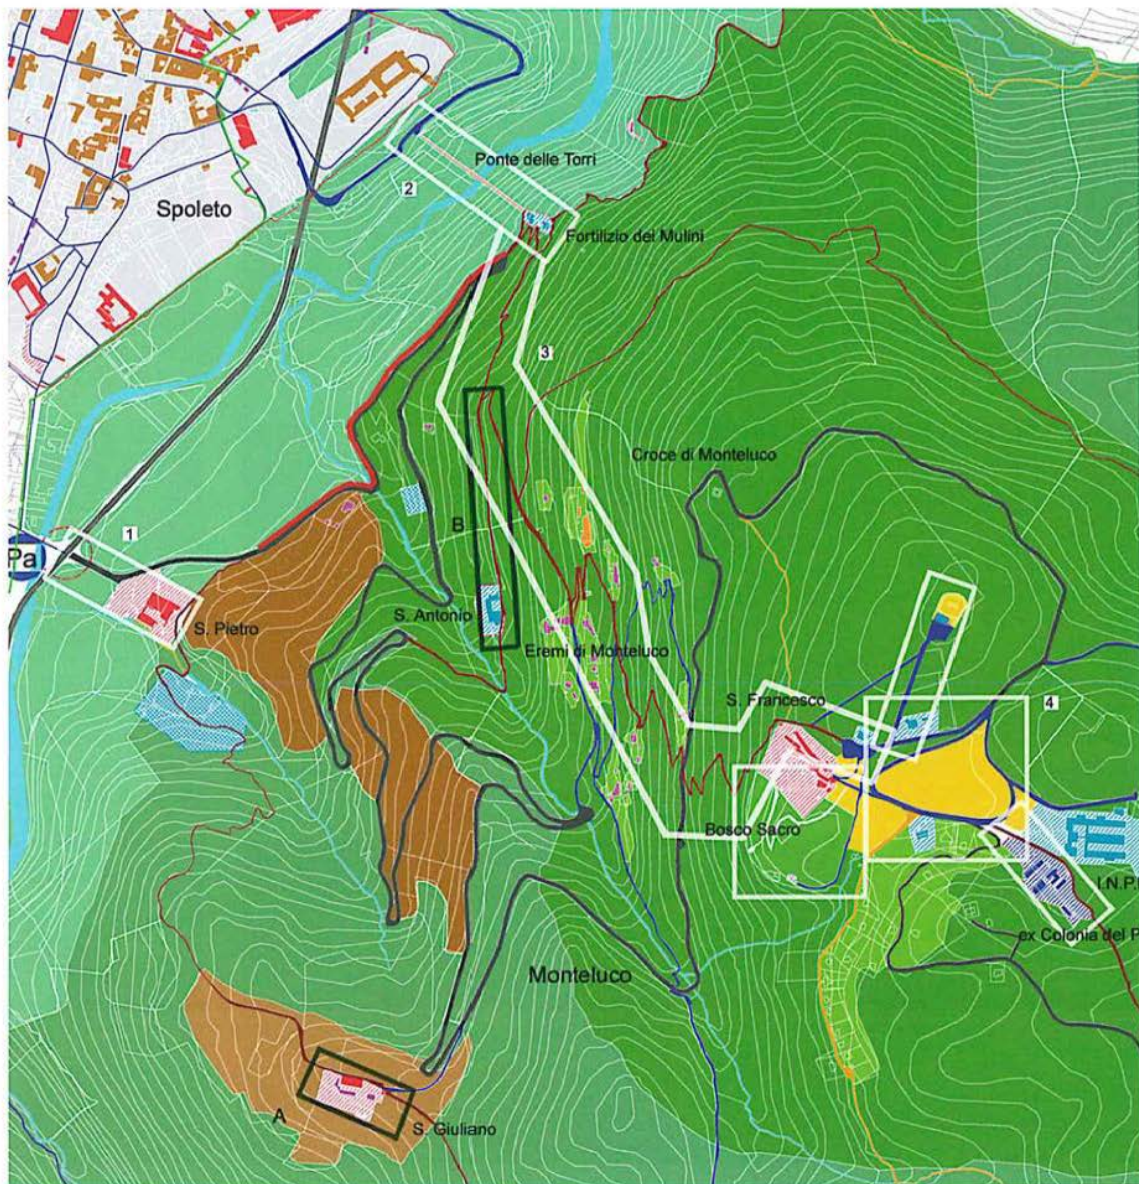 Ponte delle Torri
2
Spoleto
Fortilizio dei Mulini
3
Croce di Monteluco
1
B
Pa
S. Antonio
S. Pietro
Eremi di Monteluco
S. Francesco
4
Bosco Sacro
I.N.P.
ex Colonia del P
Monteluco
A
S. Giuliano